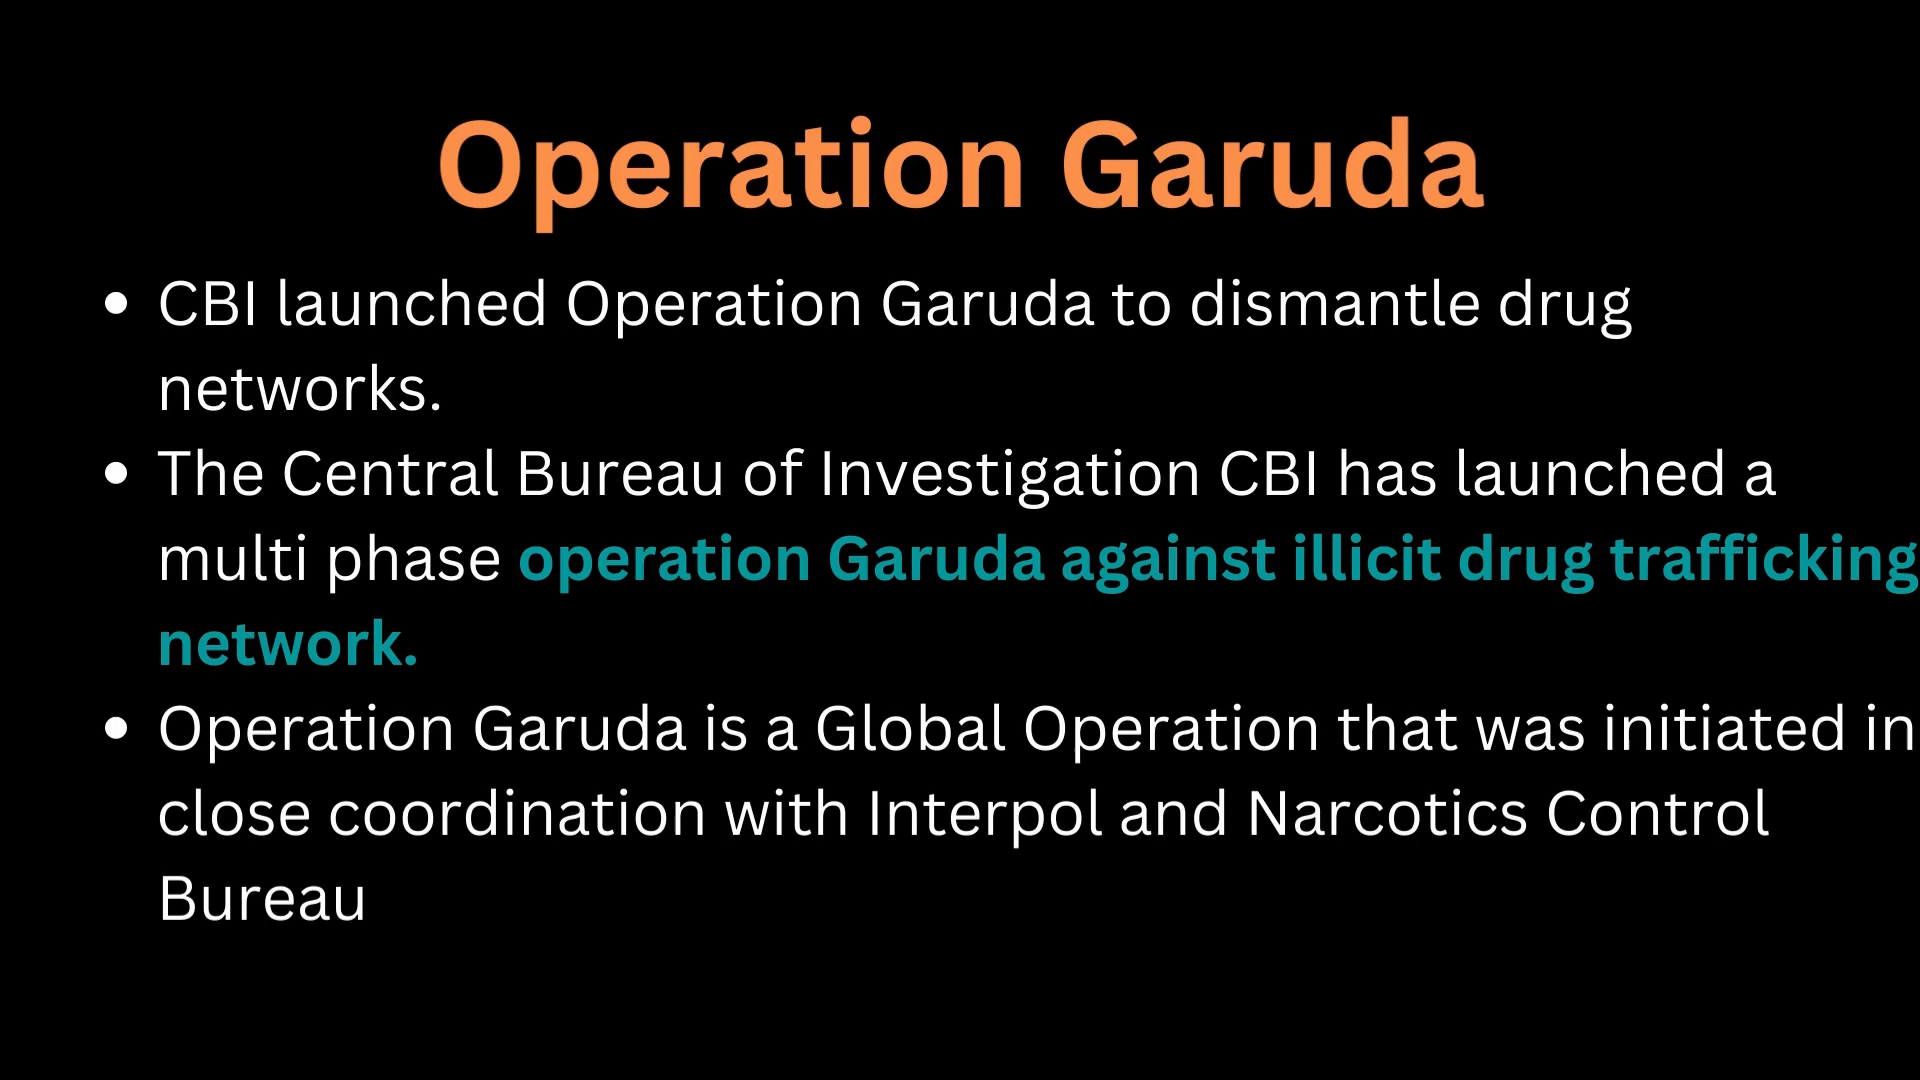 Operation Garuda
• CBI launched Operation Garuda to dismantle drug
networks.
• The Central Bureau of Investigation CBI has launched a
multi phase operation Garuda against illicit drug trafficking
network.
• Operation Garuda is a Global Operation that was initiated in
close coordination with Interpol and Narcotics Control
Bureau